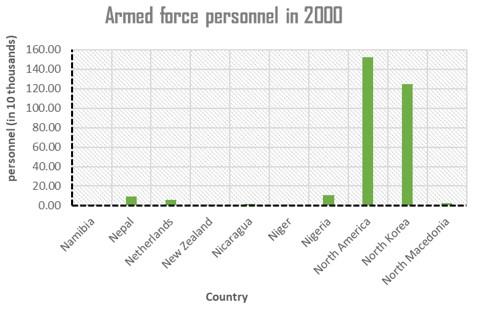 Armed force personnel in 2000
personnel (in 10 thousands)
160.00
140.00
120.00
100.00
80.00
60.00
40.00
20.00
0.00
Namibia
Nepal
Netherlands
New Zealand
Nicaragua
Niger
Nigeria
North America
North Korea
North Macedonia
Country